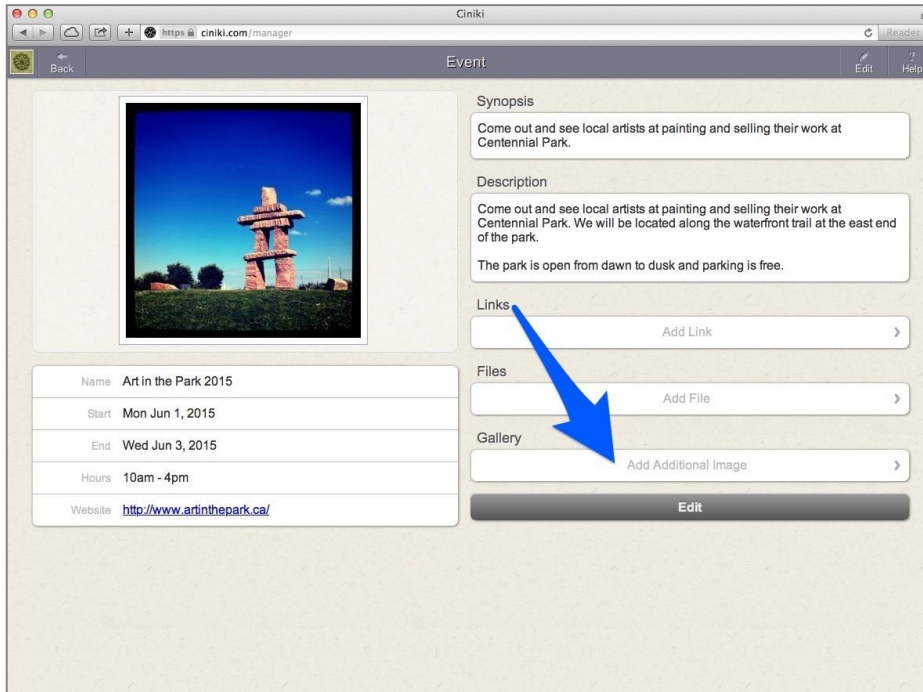 Ciniki
https ciniki.com/manager
Reader
Back
Event
Edit
Help
Synopsis
Come out and see local artists at painting and selling their work at
Centennial Park.
Description
Come out and see local artists at painting and selling their work at
Centennial Park. We will be located along the waterfront trail at the east end
of the park.
The park is open from dawn to dusk and parking is free.
Links
Add Link
Files
Add File
Gallery
Add Additional Image
Edit
Name Art in the Park 2015
Start Mon Jun 1, 2015
End Wed Jun 3, 2015
Hours 10am - 4pm
Website http://www.artinthepark.ca/